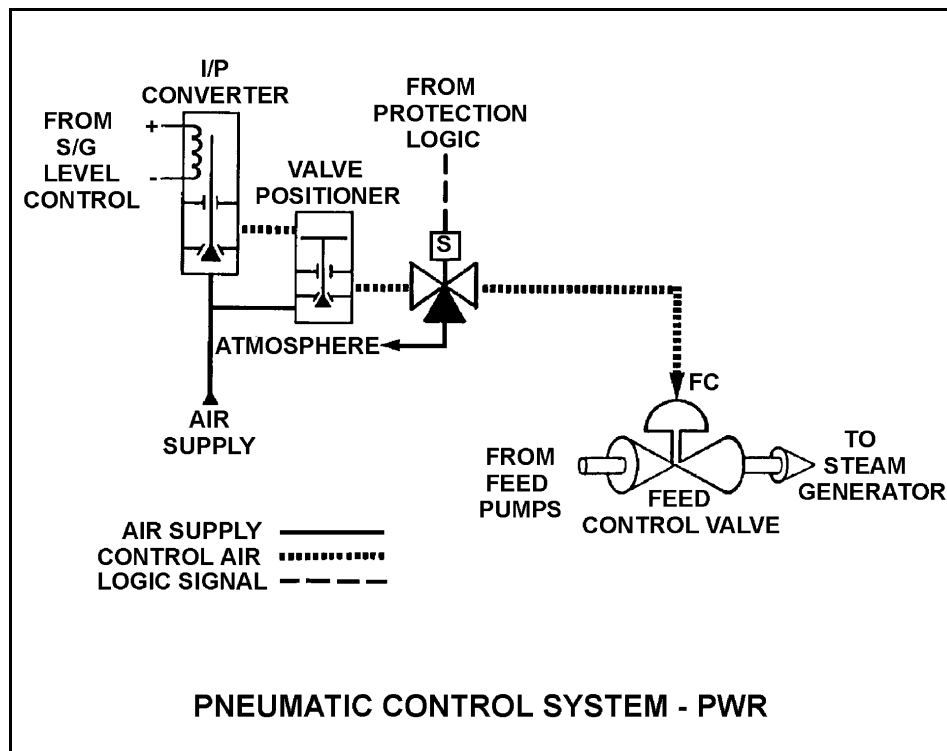 I/P
CONVERTER
FROM
S/G
LEVEL
CONTROL
+
-
VALVE
POSITIONER
FROM
PROTECTION
LOGIC
S
ATMOSPHERE
AIR
SUPPLY
FC
FROM
FEED
PUMPS
FEED
CONTROL VALVE
TO
STEAM
GENERATOR
AIR SUPPLY
CONTROL AIR
LOGIC SIGNAL
PNEUMATIC CONTROL SYSTEM - PWR